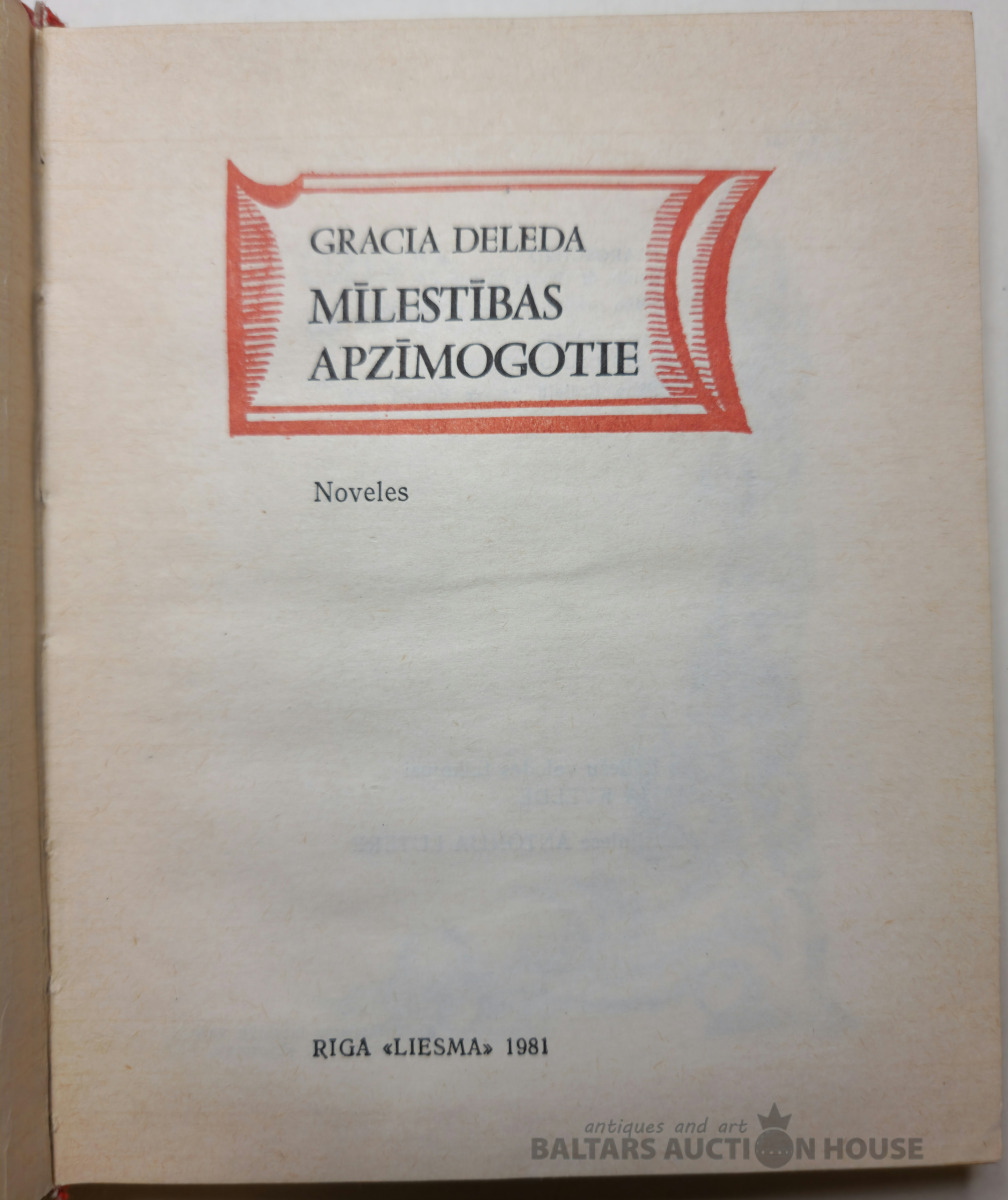 GRACIA DELEDA
MĪLESTĪBAS
APZĪMOGOTIE
Noveles
RIGA «LIESMA» 1981
antiques and art
BALTARS AUCTION HOUSE